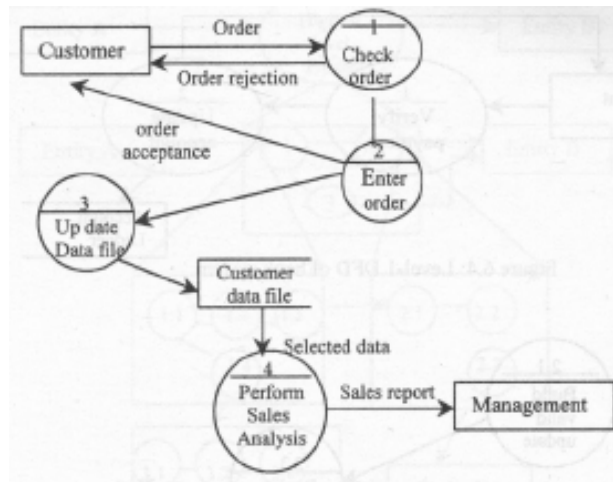 Order
1
Customer
Check
order
Order rejection
order
acceptance
2
Enter
order
3
Up date
Data file
Customer
data file
Selected data
4
Perform
Sales
Analysis
Sales report
Management